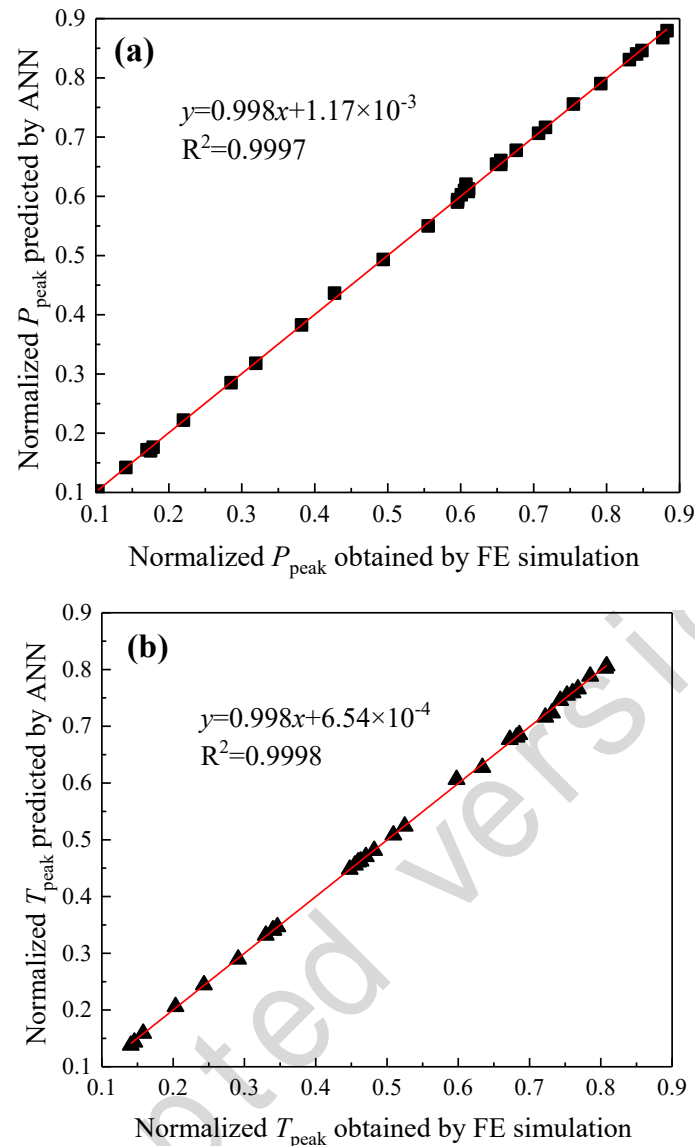 (a)
y=0.998x+1.17×10⁻³
R²=0.9997
Normalized P_peak predicted by ANN
0.9
0.8
0.7
0.6
0.5
0.4
0.3
0.2
0.1
0.1 0.2 0.3 0.4 0.5 0.6 0.7 0.8 0.9
Normalized P_peak obtained by FE simulation
(b)
y=0.998x+6.54×10⁻⁴
R²=0.9998
Normalized T_peak predicted by ANN
0.9
0.8
0.7
0.6
0.5
0.4
0.3
0.2
0.1
0.1 0.2 0.3 0.4 0.5 0.6 0.7 0.8 0.9
Normalized T_peak obtained by FE simulation